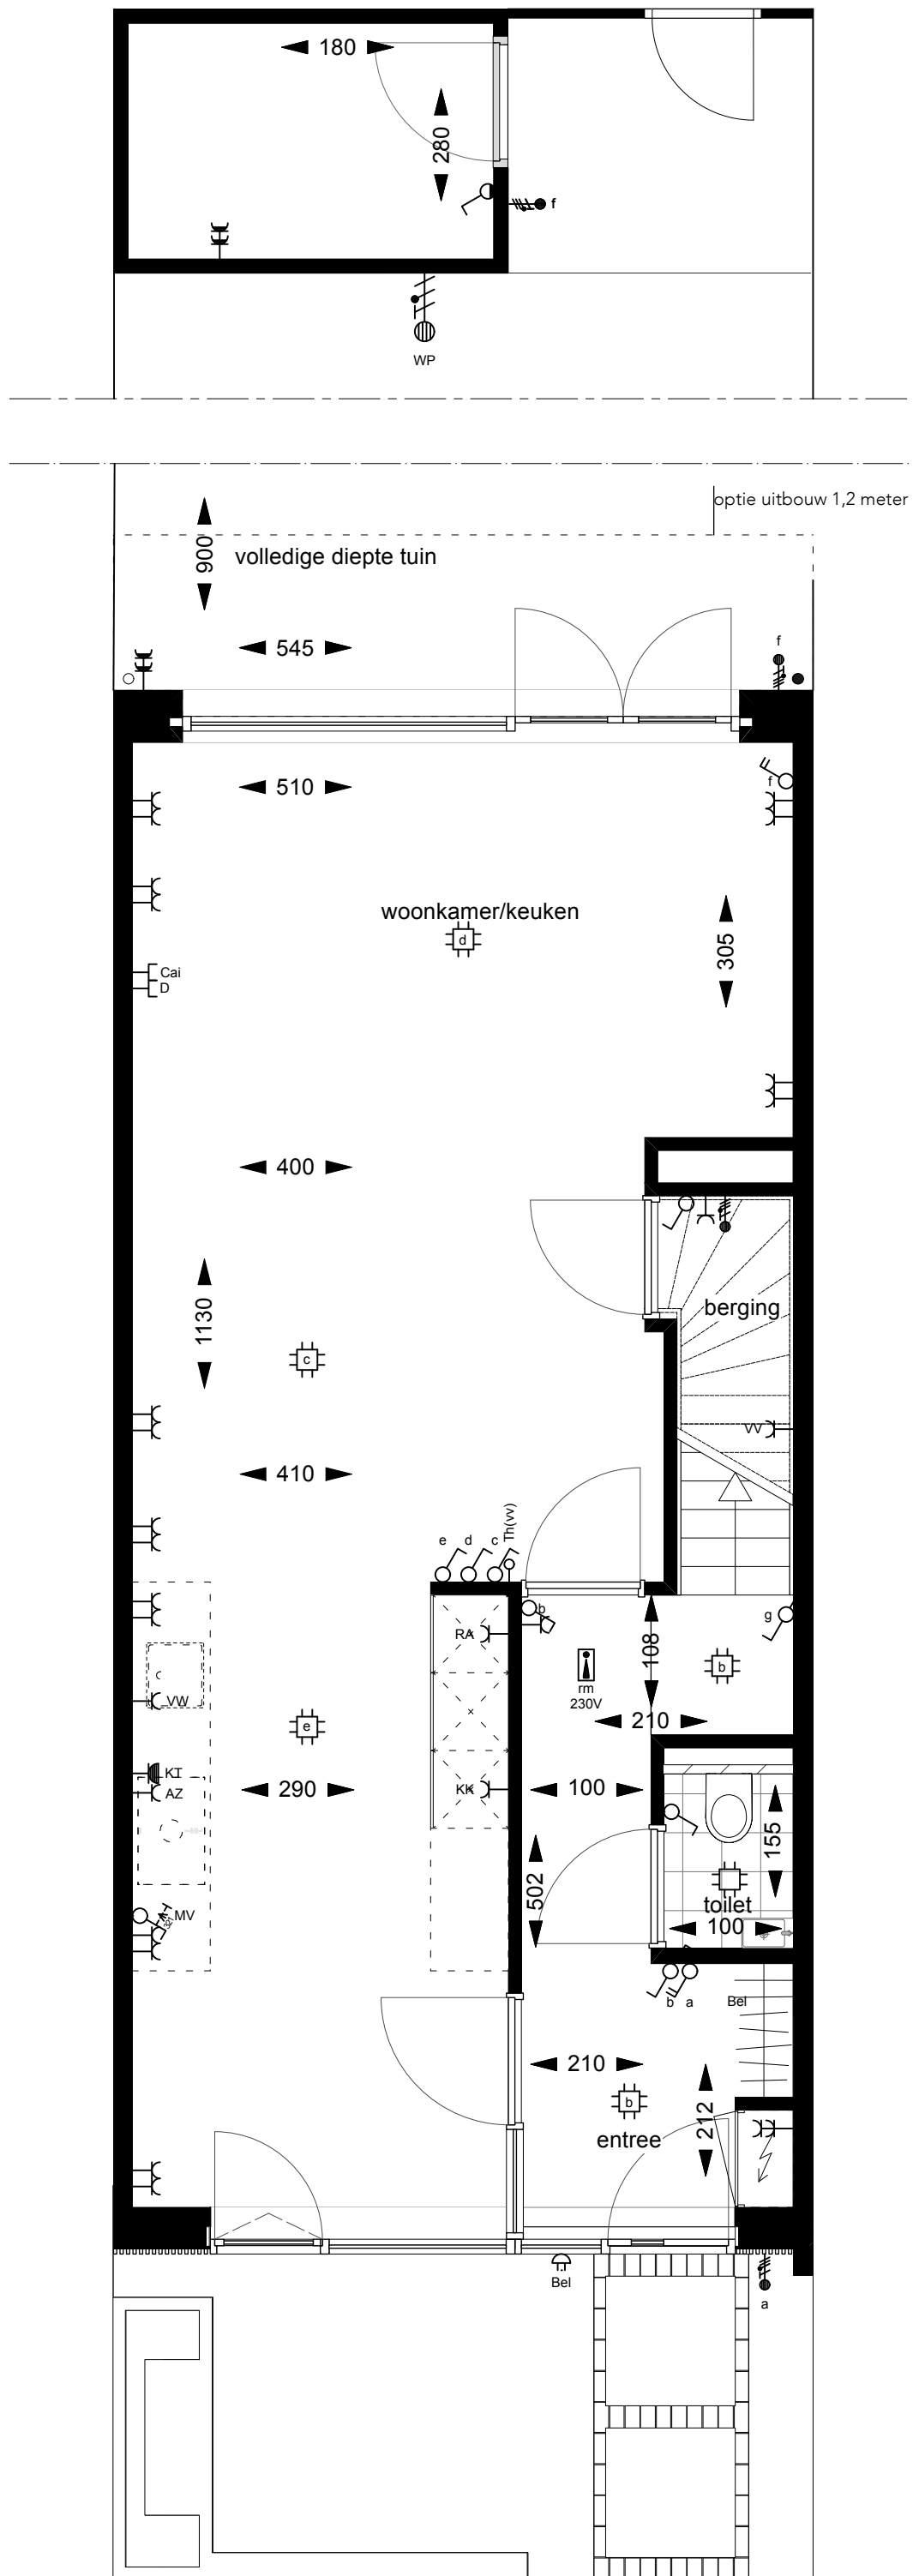 180
280
f
WP
optie uitbouw 1,2 meter
900
volledige diepte tuin
545
f
510
f
woonkamer/keuken
d
305
Cai
D
400
berging
1130
c
VV
410
e d c Th(vv)
b
g
RA
108
b
rm
230V
VW
210
e
KT
AZ
290
KK
100
155
502
toilet
100
MV
b a
Bel
210
b
212
entree
Bel
a